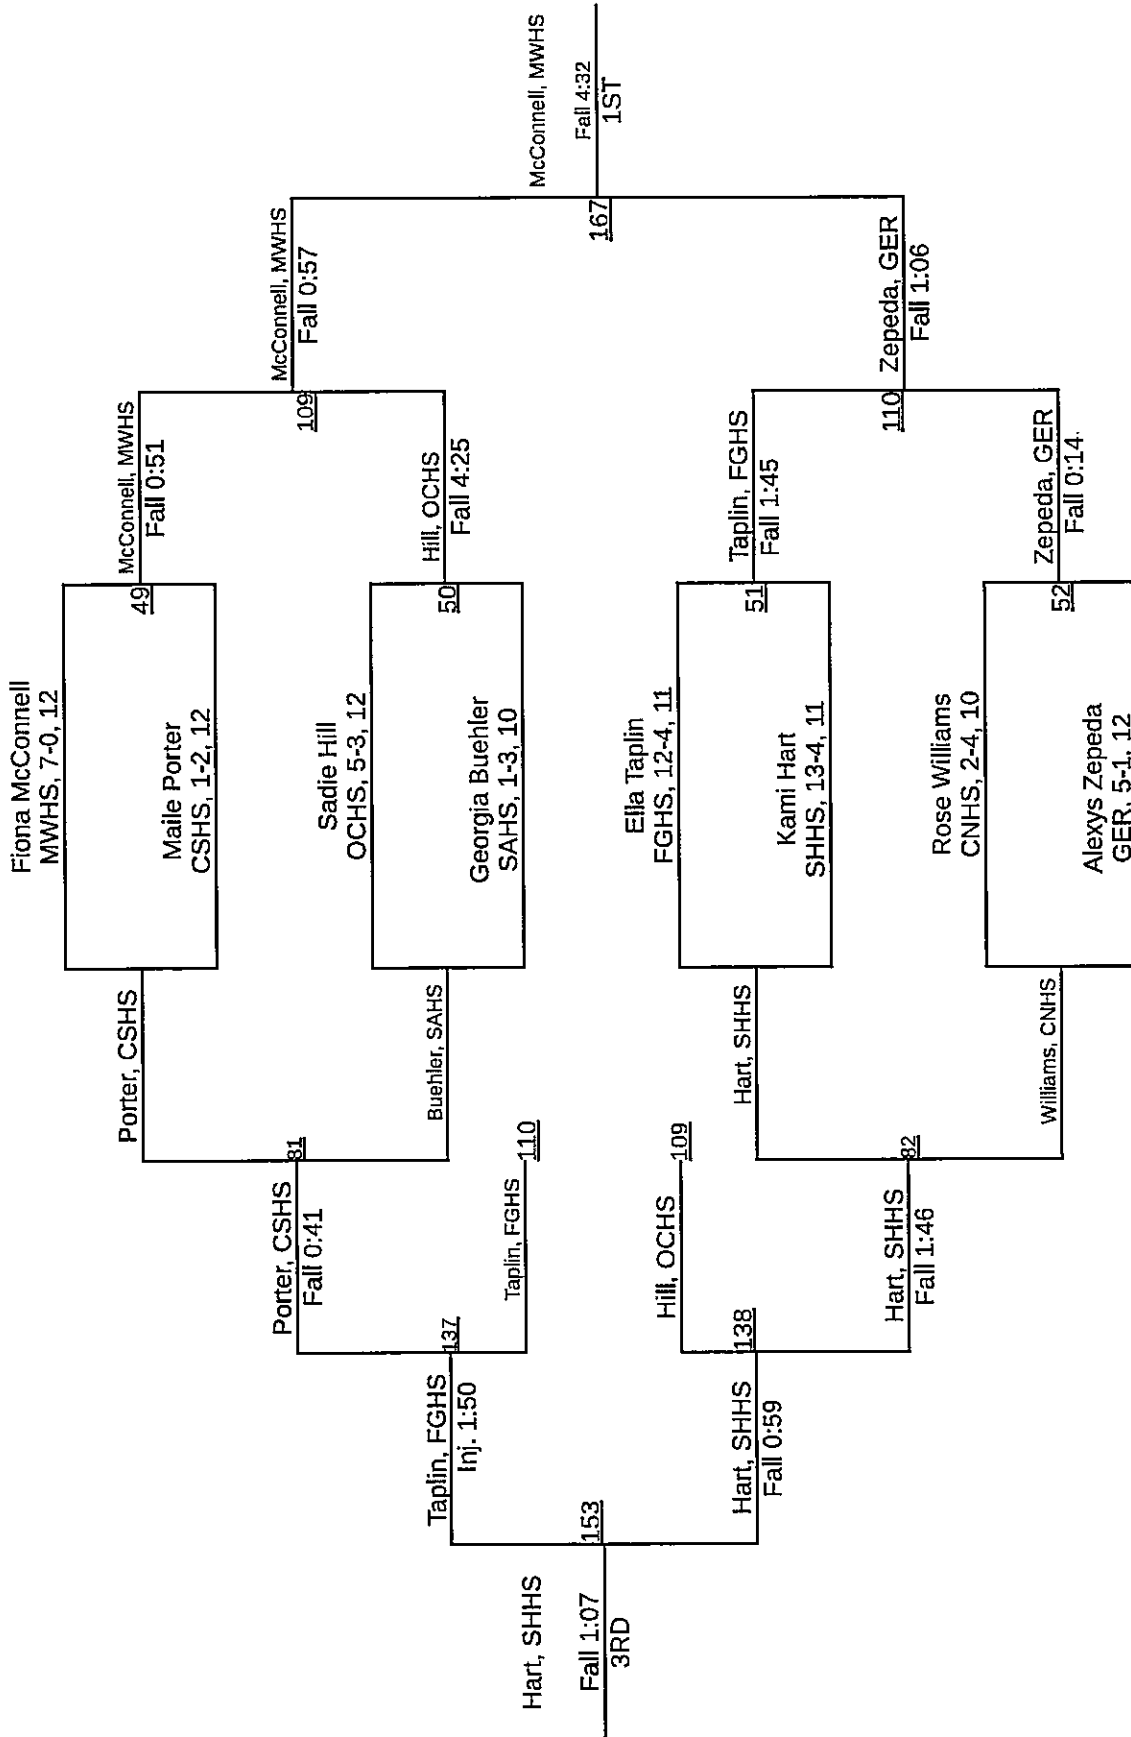 Fiona McConnell
MWHS, 7-0, 12
Maile Porter
CSHS, 1-2, 12
Sadie Hill
OCHS, 5-3, 12
Georgia Buehler
SAHS, 1-3, 10
Ella Taplin
FGHS, 12-4, 11
Kami Hart
SHHS, 13-4, 11
Rose Williams
CNHS, 2-4, 10
Alexys Zepeda
GER, 5-1, 12
49
50
51
52
McConnell, MWHS
Fall 0:51
Hill, OCHS
Fall 4:25
Taplin, FGHS
Fall 1:45
Zepeda, GER
Fall 0:14
109
110
McConnell, MWHS
Fall 0:57
Zepeda, GER
Fall 1:06
167
McConnell, MWHS
Fall 4:32
1ST
Porter, CSHS
Buehler, SAHS
Hart, SHHS
Williams, CNHS
81
110
109
82
Porter, CSHS
Fall 0:41
Taplin, FGHS
Hill, OCHS
Hart, SHHS
Fall 1:46
137
138
Taplin, FGHS
Inj. 1:50
Hart, SHHS
Fall 0:59
153
Hart, SHHS
Fall 1:07
3RD